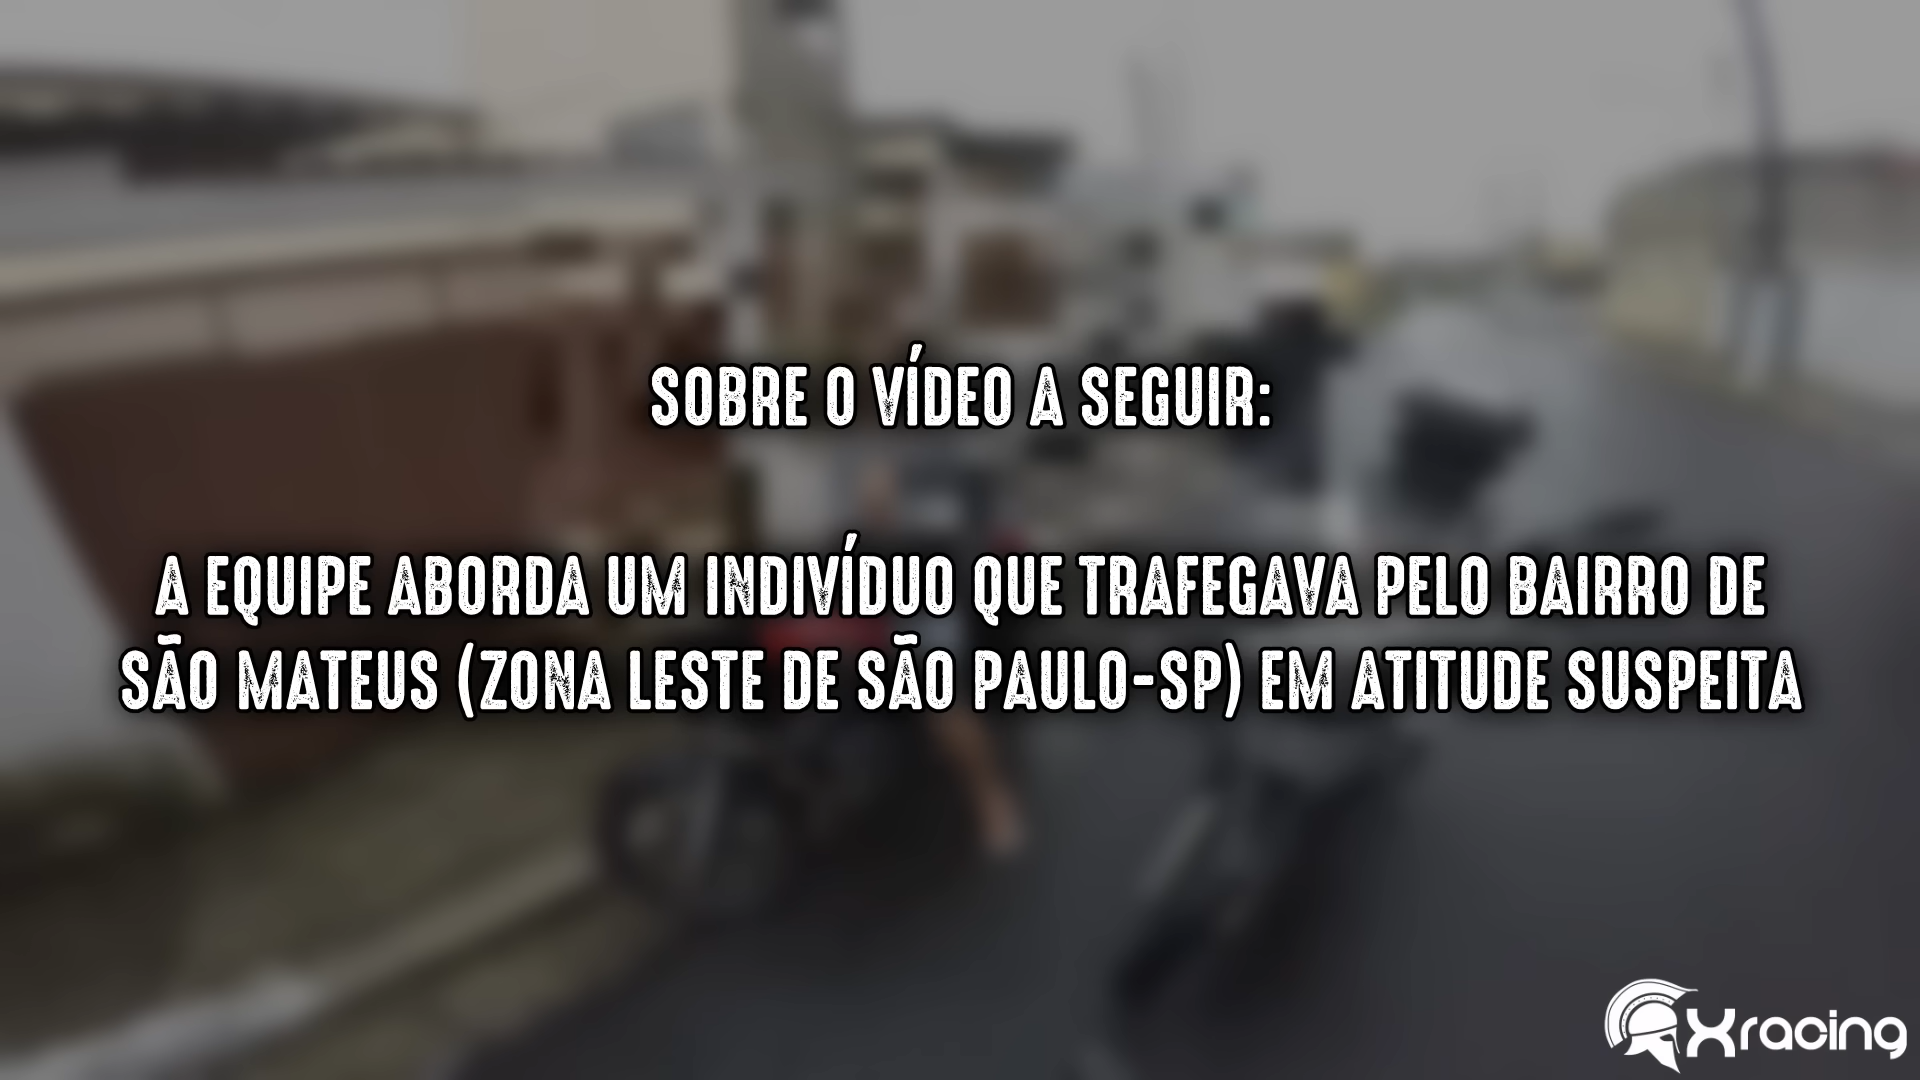 SOBRE O VÍDEO A SEGUIR:
A EQUIPE ABORDA UM INDIVÍDUO QUE TRAFEGAVA PELO BAIRRO DE
SÃO MATEUS (ZONA LESTE DE SÃO PAULO-SP) EM ATITUDE SUSPEITA
Xracing